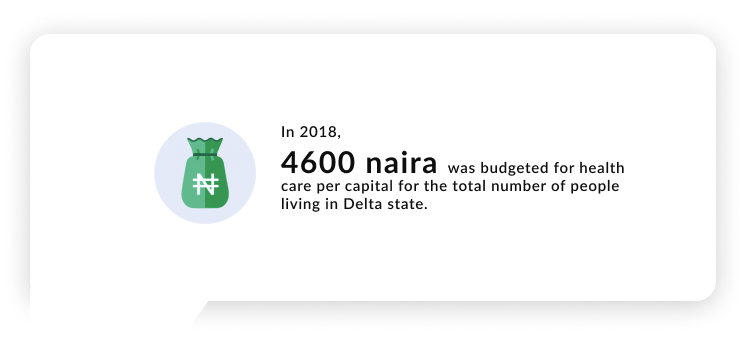 In 2018,
4600 naira was budgeted for health
care per capital for the total number of people
living in Delta state.